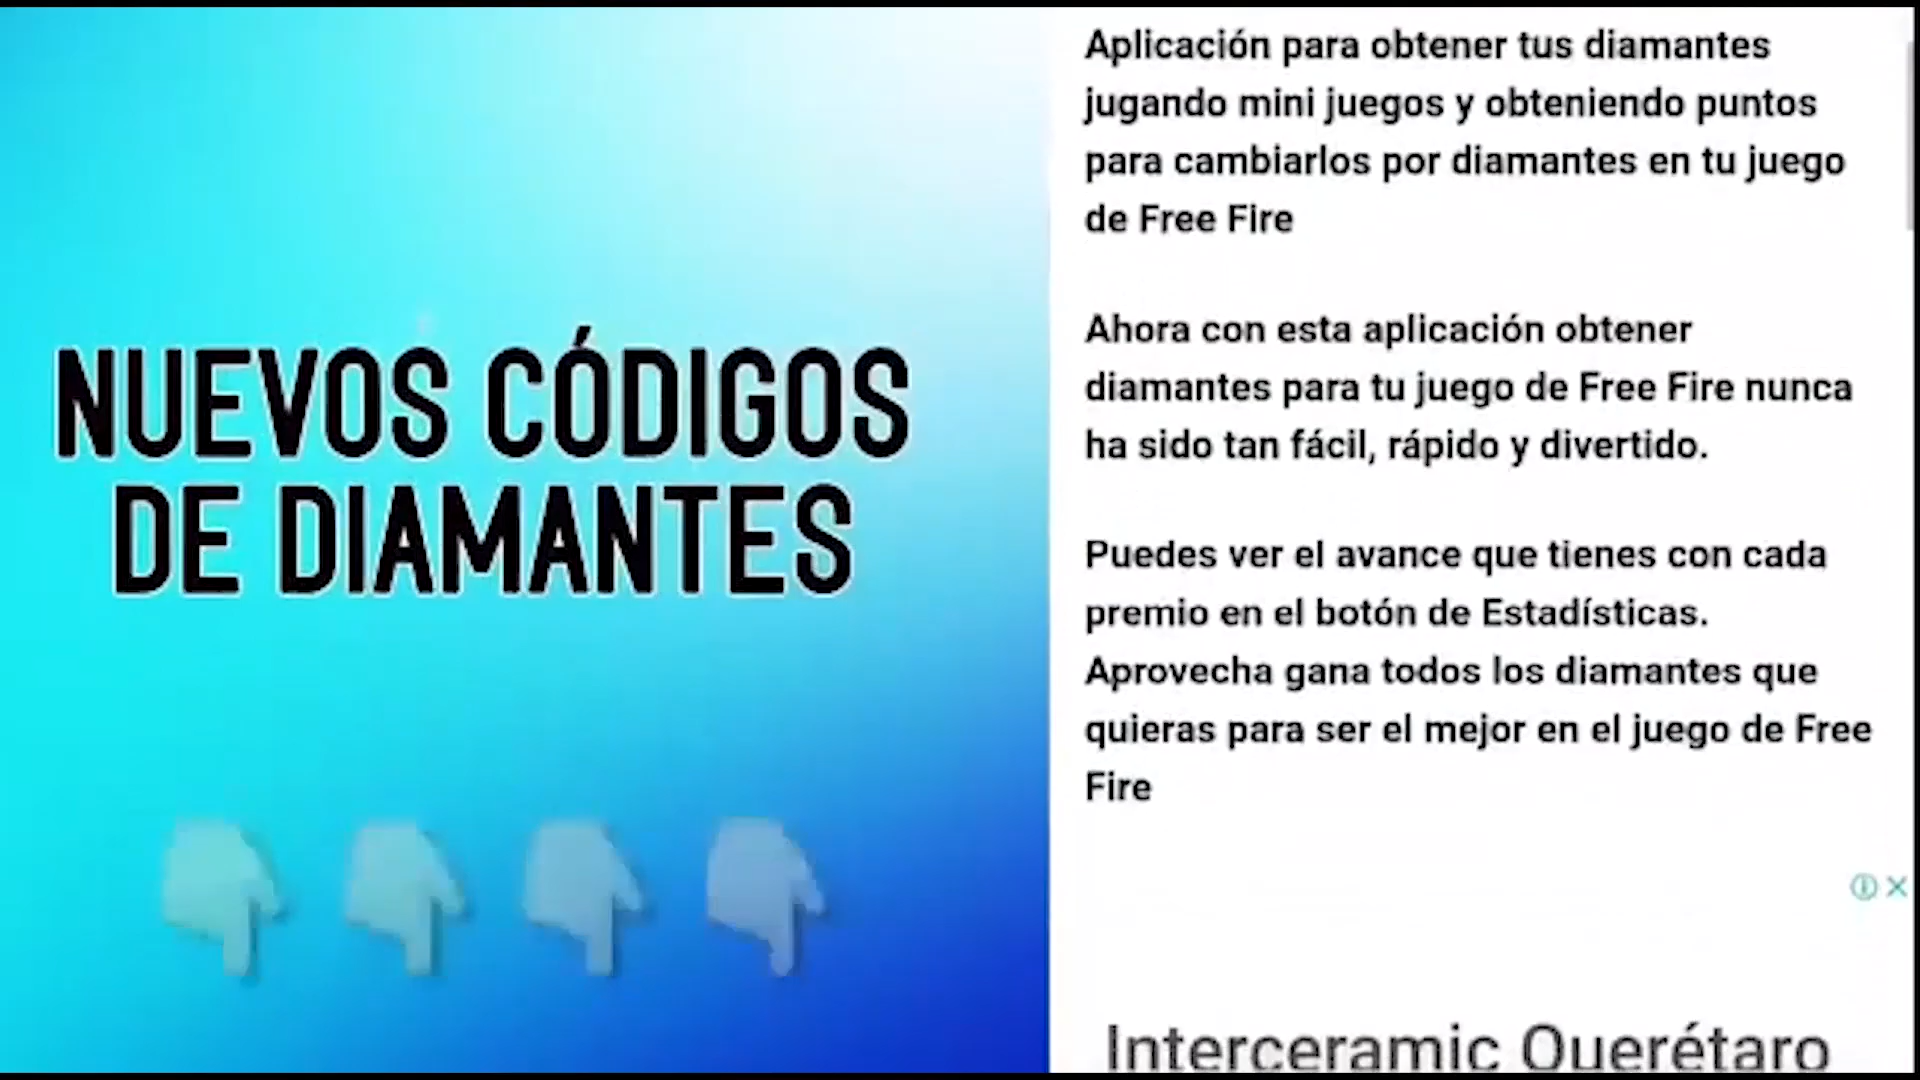 NUEVOS CÓDIGOS
DE DIAMANTES
Aplicación para obtener tus diamantes
jugando mini juegos y obteniendo puntos
para cambiarlos por diamantes en tu juego
de Free Fire
Ahora con esta aplicación obtener
diamantes para tu juego de Free Fire nunca
ha sido tan fácil, rápido y divertido.
Puedes ver el avance que tienes con cada
premio en el botón de Estadísticas.
Aprovecha gana todos los diamantes que
quieras para ser el mejor en el juego de Free
Fire
Interceramic Querétaro